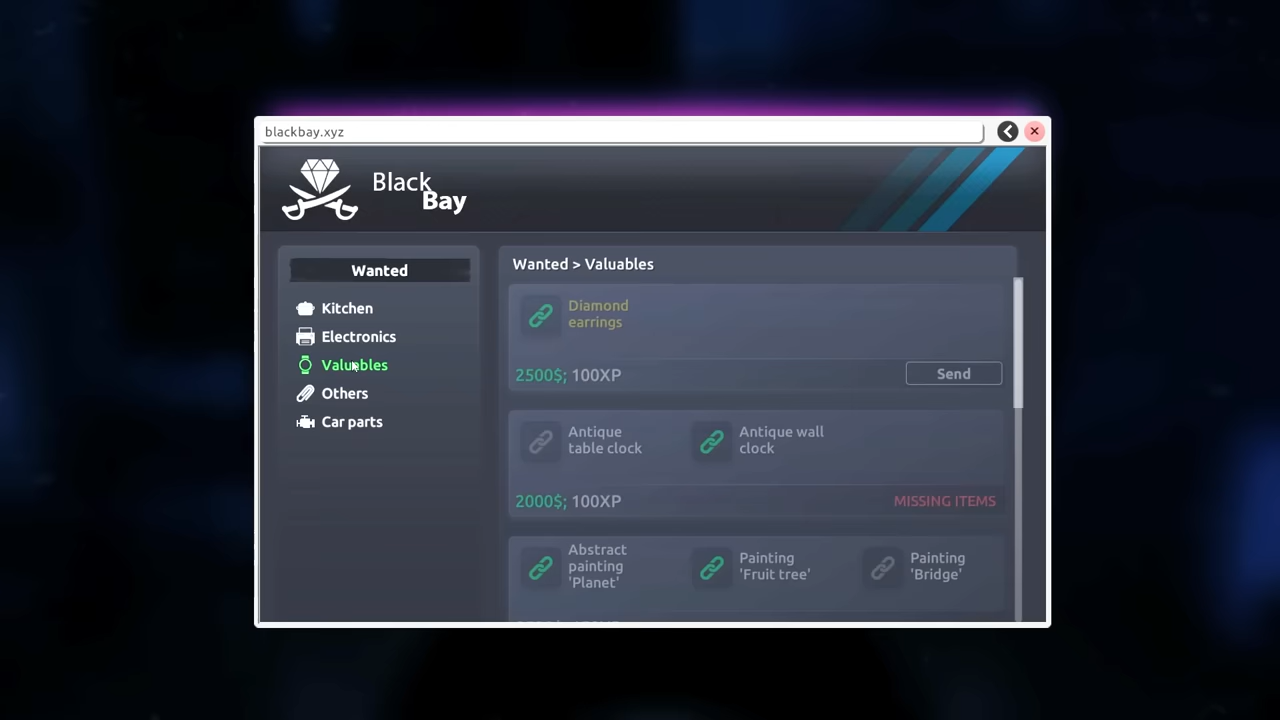 blackbay.xyz
Black
Bay
Wanted
Kitchen
Electronics
Valuables
Others
Car parts
Wanted > Valuables
Diamond
earrings
2500$; 100XP
Send
Antique
table clock
Antique wall
clock
2000$; 100XP
MISSING ITEMS
Abstract
painting
'Planet'
Painting
'Fruit tree'
Painting
'Bridge'